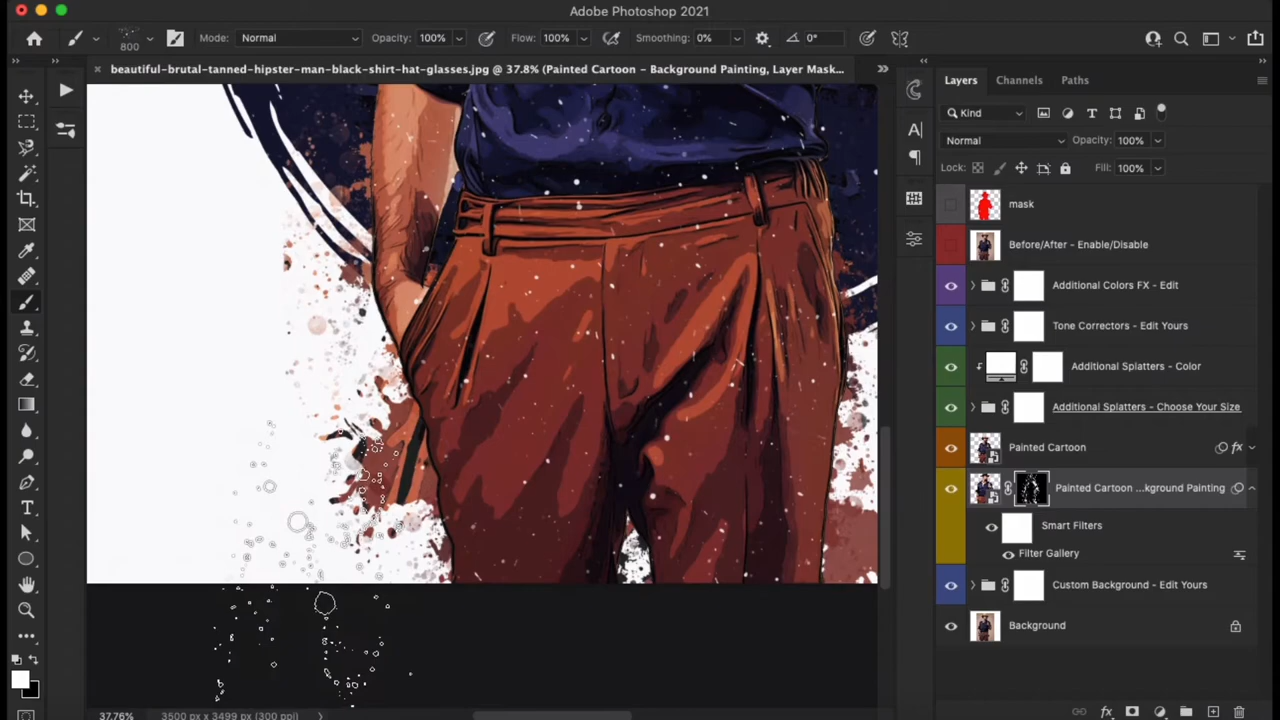 Adobe Photoshop 2021
800 Mode: Normal Opacity: 100% Flow: 100% Smoothing: 0% 0°
beautiful-brutal-tanned-hipster-man-black-shirt-hat-glasses.jpg @ 37.8% (Painted Cartoon - Background Painting, Layer Mask...
Layers Channels Paths
Kind
Normal Opacity: 100%
Lock: Fill: 100%
mask
Before/After - Enable/Disable
Additional Colors FX - Edit
Tone Correctors - Edit Yours
Additional Splatters - Color
Additional Splatters - Choose Your Size
Painted Cartoon fx
Painted Cartoon ...kground Painting
Smart Filters
Filter Gallery
Custom Background - Edit Yours
Background
37.76% 3500 px x 3499 px (300 ppi)
fx